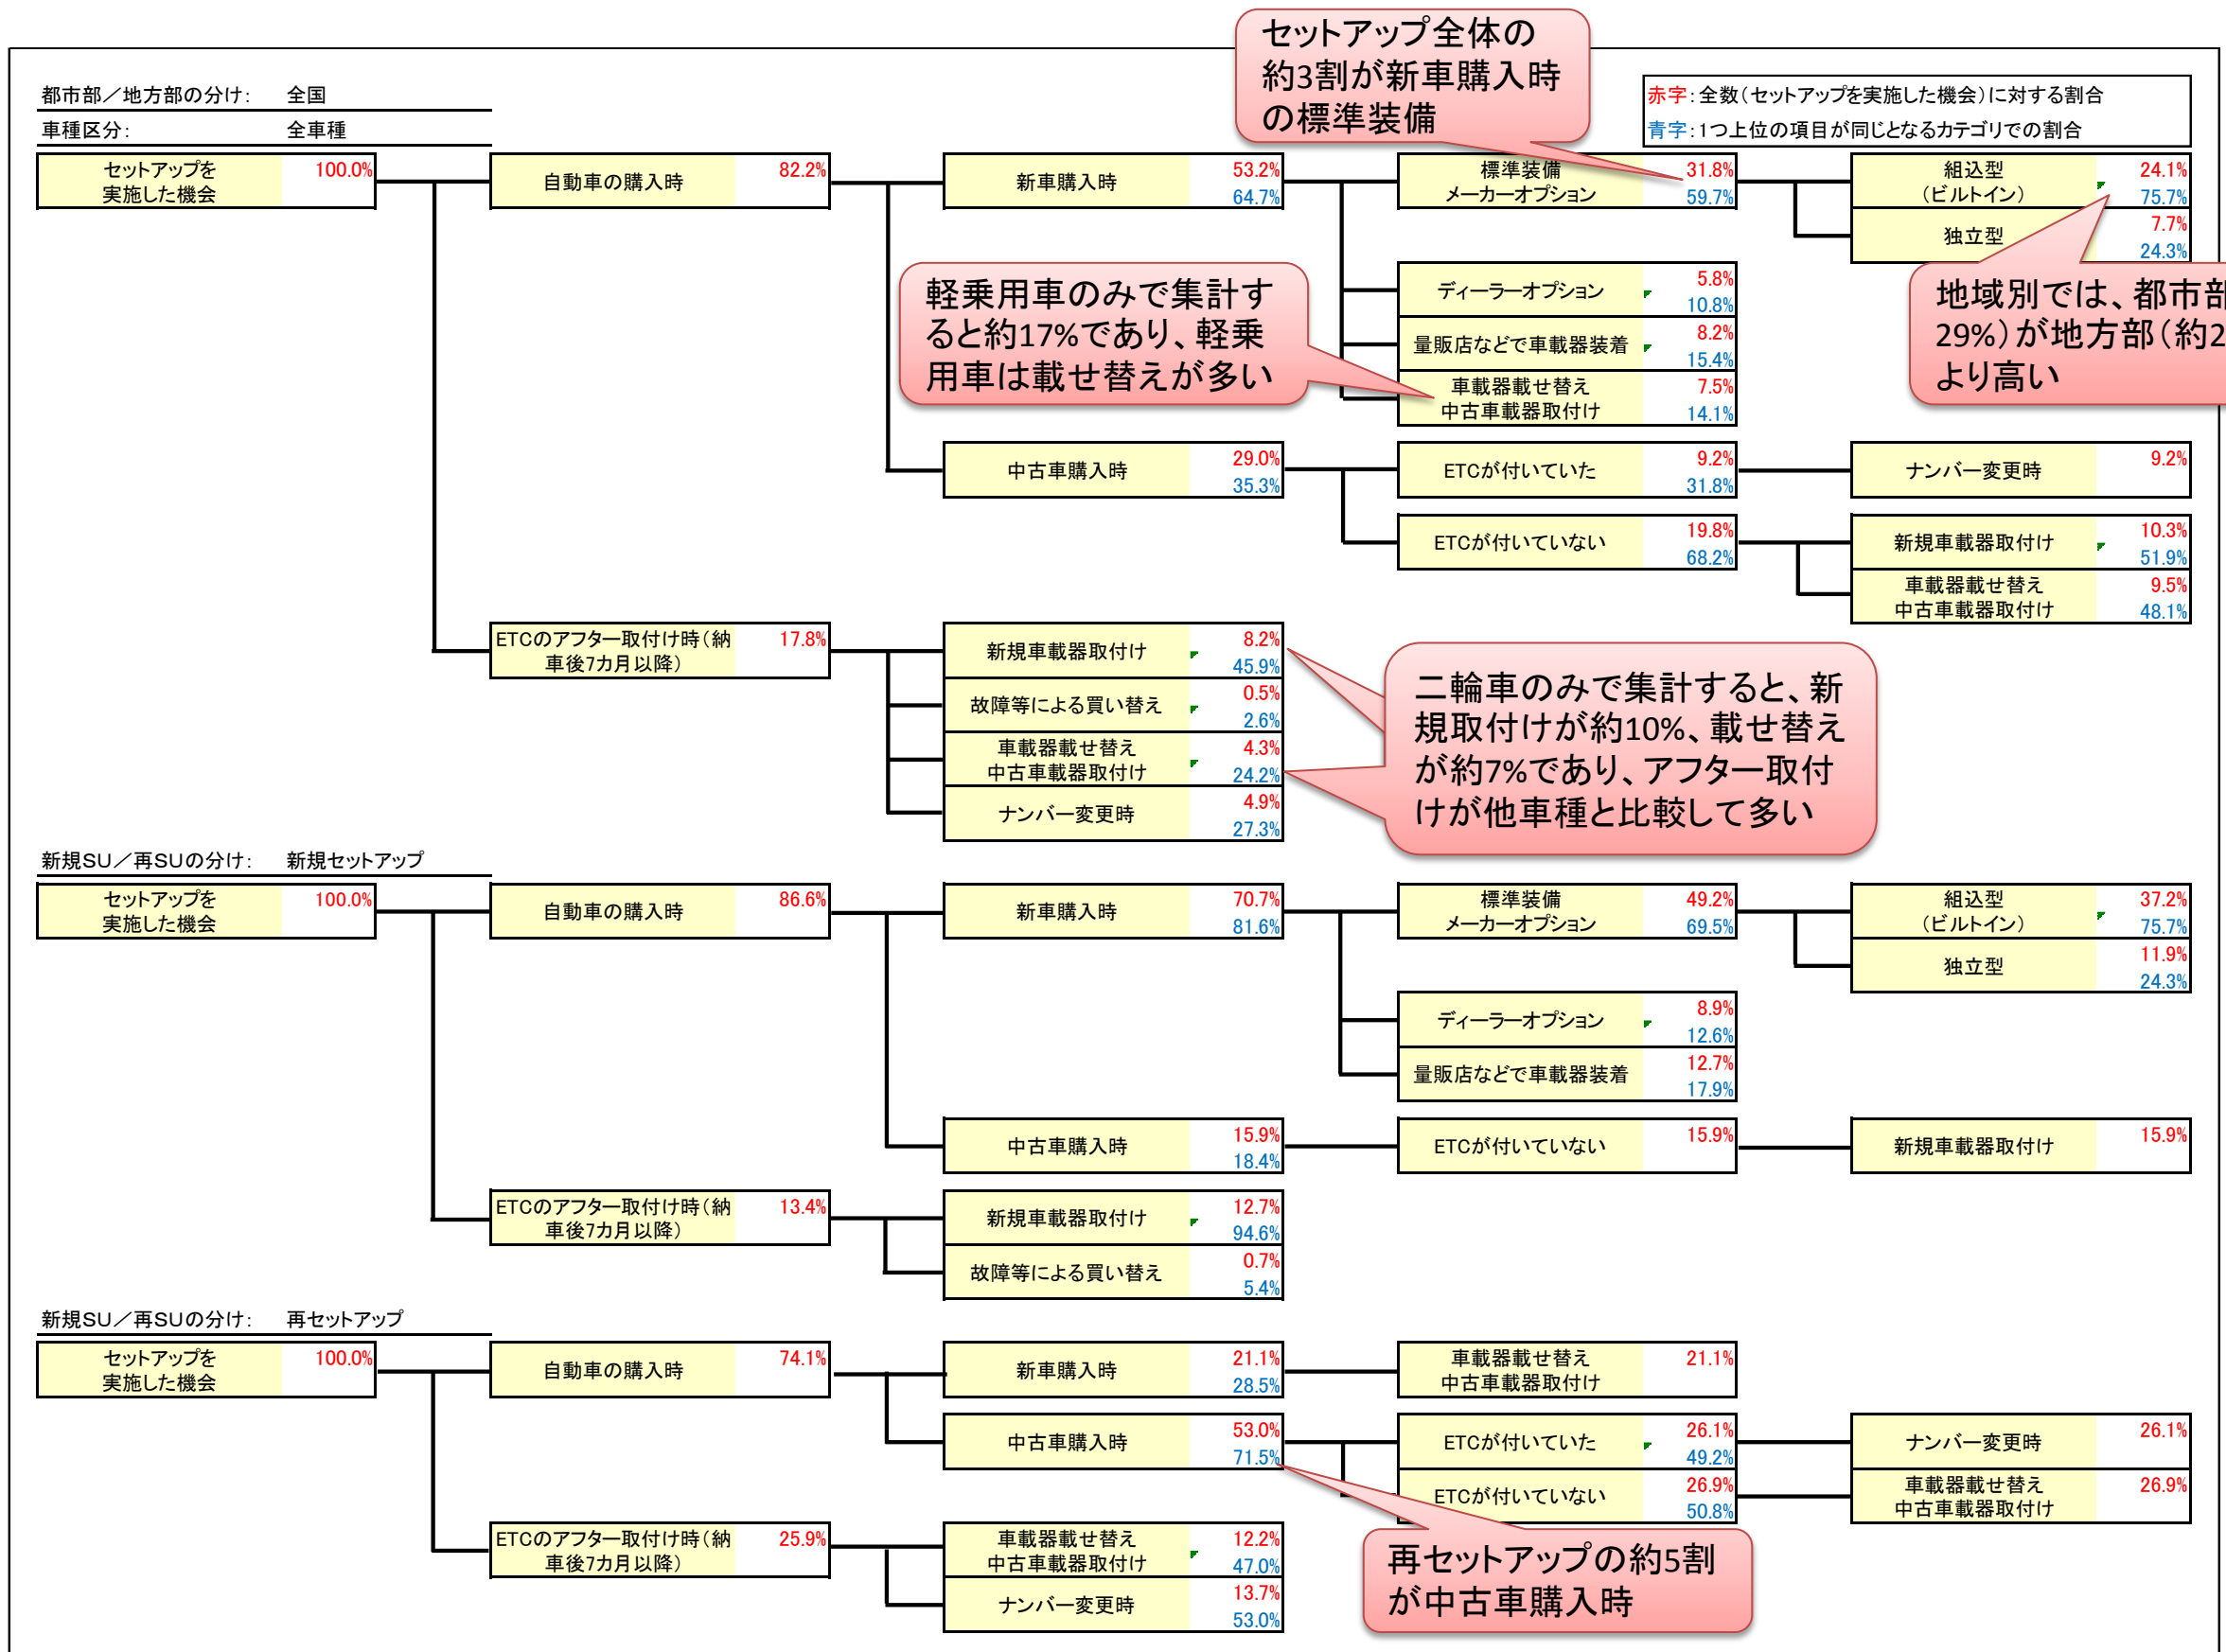 セットアップ全体の
約3割が新車購入時
の標準装備
都市部／地方部の分け： 全国
車種区分： 全車種
赤字：全数（セットアップを実施した機会）に対する割合
青字：1つ上位の項目が同じとなるカテゴリでの割合
セットアップを
実施した機会
100.0%
自動車の購入時
82.2%
新車購入時
53.2%
64.7%
標準装備
メーカーオプション
31.8%
59.7%
組込型
（ビルトイン）
24.1%
75.7%
独立型
7.7%
24.3%
地域別では、都市部
29%）が地方部（約2
より高い
軽乗用車のみで集計す
ると約17%であり、軽乗
用車は載せ替えが多い
ディーラーオプション
5.8%
10.8%
量販店などで車載器装着
8.2%
15.4%
車載器載せ替え
中古車載器取付け
7.5%
14.1%
中古車購入時
29.0%
35.3%
ETCが付いていた
9.2%
31.8%
ナンバー変更時
9.2%
ETCが付いていない
19.8%
68.2%
新規車載器取付け
10.3%
51.9%
車載器載せ替え
中古車載器取付け
9.5%
48.1%
ETCのアフター取付け時（納
車後7カ月以降）
17.8%
新規車載器取付け
8.2%
45.9%
故障等による買い替え
0.5%
2.6%
車載器載せ替え
中古車載器取付け
4.3%
24.2%
ナンバー変更時
4.9%
27.3%
二輪車のみで集計すると、新
規取付けが約10%、載せ替え
が約7%であり、アフター取付
けが他車種と比較して多い
新規SU／再SUの分け： 新規セットアップ
セットアップを
実施した機会
100.0%
自動車の購入時
86.6%
新車購入時
70.7%
81.6%
標準装備
メーカーオプション
49.2%
69.5%
組込型
（ビルトイン）
37.2%
75.7%
独立型
11.9%
24.3%
ディーラーオプション
8.9%
12.6%
量販店などで車載器装着
12.7%
17.9%
中古車購入時
15.9%
18.4%
ETCが付いていない
15.9%
新規車載器取付け
15.9%
ETCのアフター取付け時（納
車後7カ月以降）
13.4%
新規車載器取付け
12.7%
94.6%
故障等による買い替え
0.7%
5.4%
新規SU／再SUの分け： 再セットアップ
セットアップを
実施した機会
100.0%
自動車の購入時
74.1%
新車購入時
21.1%
28.5%
車載器載せ替え
中古車載器取付け
21.1%
中古車購入時
53.0%
71.5%
ETCが付いていた
26.1%
49.2%
ナンバー変更時
26.1%
ETCが付いていない
26.9%
50.8%
車載器載せ替え
中古車載器取付け
26.9%
ETCのアフター取付け時（納
車後7カ月以降）
25.9%
車載器載せ替え
中古車載器取付け
12.2%
47.0%
ナンバー変更時
13.7%
53.0%
再セットアップの約5割
が中古車購入時